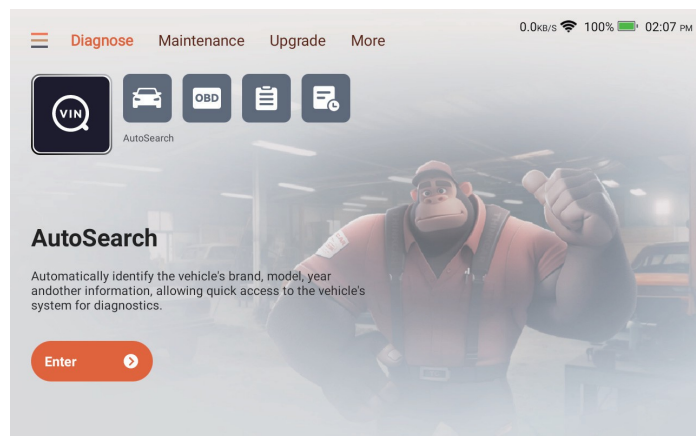 0.0KB/S 100% 02:07 PM
Diagnose Maintenance Upgrade More
VIN
OBD
AutoSearch
AutoSearch
Automatically identify the vehicle's brand, model, year
andother information, allowing quick access to the vehicle's
system for diagnostics.
Enter